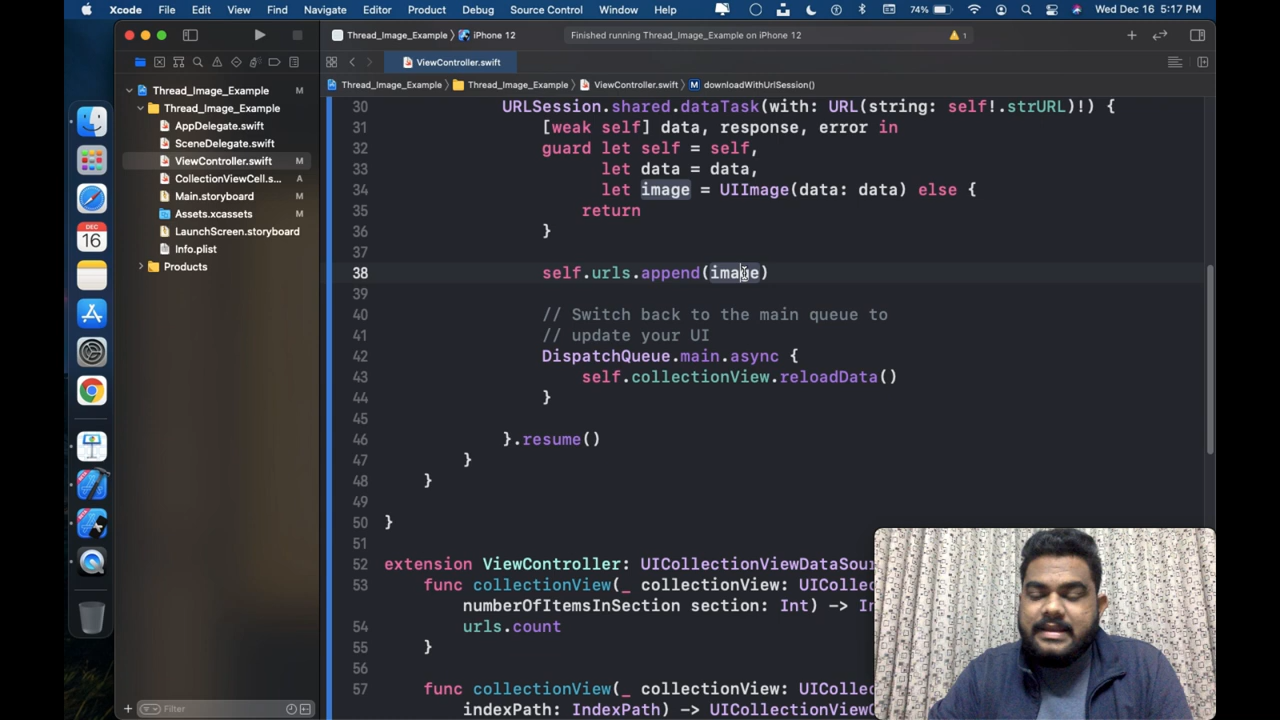 Xcode File Edit View Find Navigate Editor Product Debug Source Control Window Help 74% Wed Dec 16 5:17 PM
Thread_Image_Example iPhone 12 Finished running Thread_Image_Example on iPhone 12 1
ViewController.swift
Thread_Image_Example Thread_Image_Example ViewController.swift M downloadWithUrlSession()
Thread_Image_Example M
Thread_Image_Example
AppDelegate.swift
SceneDelegate.swift
ViewController.swift M
CollectionViewCell.s... A
Main.storyboard M
Assets.xcassets M
LaunchScreen.storyboard
Info.plist
Products
Filter
DEC
16
30 URLSession.shared.dataTask(with: URL(string: self!.strURL)!) {
31 [weak self] data, response, error in
32 guard let self = self,
33 let data = data,
34 let image = UIImage(data: data) else {
35 return
36 }
37
38 self.urls.append(image)
39
40 // Switch back to the main queue to
41 // update your UI
42 DispatchQueue.main.async {
43 self.collectionView.reloadData()
44 }
45
46 }.resume()
47 }
48 }
49
50 }
51
52 extension ViewController: UICollectionViewDataSour
53 func collectionView(_ collectionView: UICollec
numberOfItemsInSection section: Int) -> In
54 urls.count
55 }
56
57 func collectionView(_ collectionView: UICollec
indexPath: IndexPath) -> UICollectionViewC